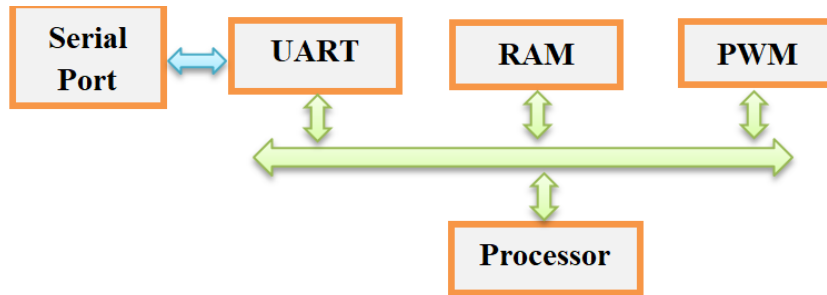 Serial
Port
UART
RAM
PWM
Processor